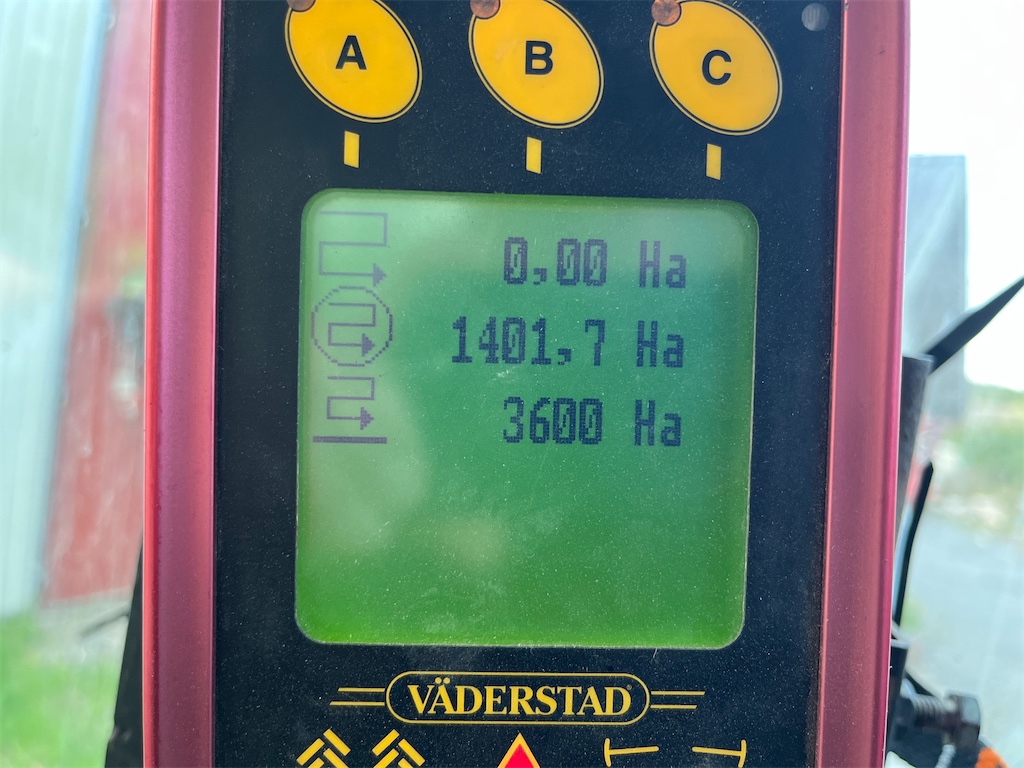 A B C
0,00 Ha
1401,7 Ha
3600 Ha
VÄDERSTAD